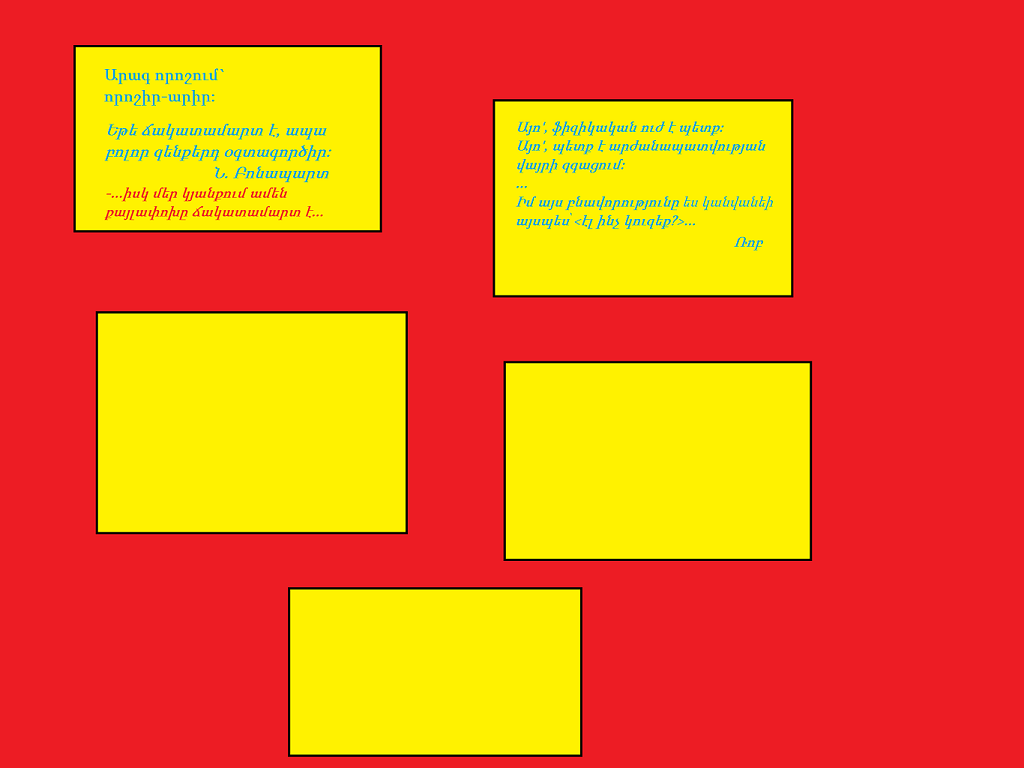 Արագ որոշում`
որոշիր-արիր:
Եթե ճակատամարտ է, ապա
բոլոր զենքերդ օգտագործիր:
Ն. Բոնապարտ
-...իսկ մեր կյանքում ամեն
քայլափոխը ճակատամարտ է...
Այո', ֆիզիկական ուժ է պետք:
Այո', պետք է արժանապատվության
վայրի զգացում:
...
Իմ այս բնավորությունը ես կանվանեի
այսպես` <էլ ինչ կուզեք?>...
Ռոբ